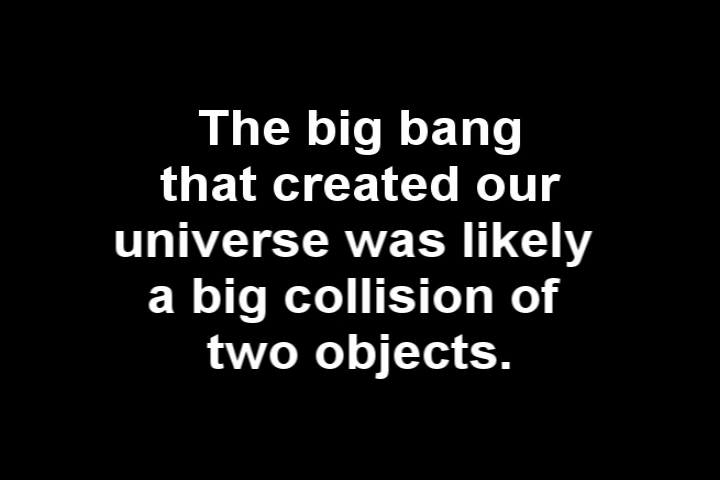 The big bang
that created our
universe was likely
a big collision of
two objects.